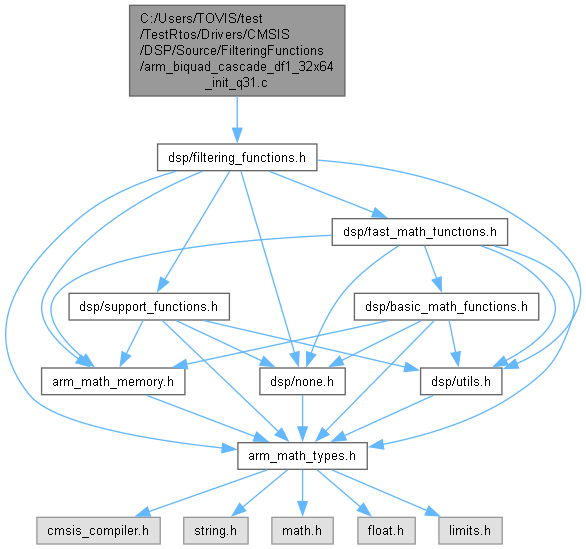 C:/Users/TOVIS/test
/TestRtos/Drivers/CMSIS
/DSP/Source/FilteringFunctions
/arm_biquad_cascade_df1_32x64
_init_q31.c
dsp/filtering_functions.h
dsp/fast_math_functions.h
dsp/support_functions.h
dsp/basic_math_functions.h
arm_math_memory.h
dsp/none.h
dsp/utils.h
arm_math_types.h
cmsis_compiler.h
string.h
math.h
float.h
limits.h